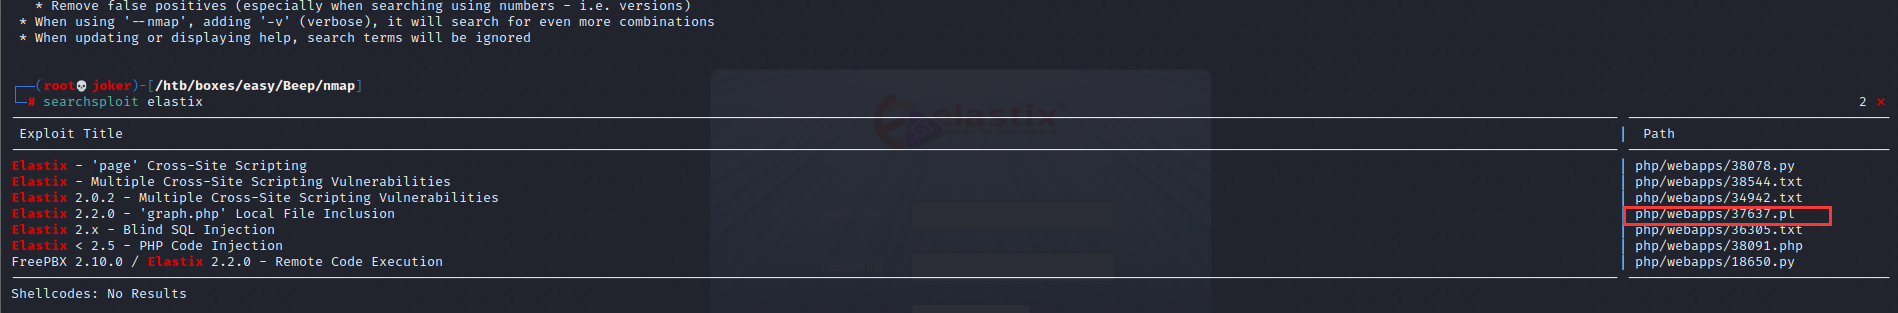 * Remove false positives (especially when searching using numbers - i.e. versions)
* When using '--nmap', adding '-v' (verbose), it will search for even more combinations
* When updating or displaying help, search terms will be ignored
┌──(root💀joker)-[/htb/boxes/easy/Beep/nmap]
└─# searchsploit elastix 2 ⨯
Exploit Title | Path
Elastix - 'page' Cross-Site Scripting | php/webapps/38078.py
Elastix - Multiple Cross-Site Scripting Vulnerabilities | php/webapps/38544.txt
Elastix 2.0.2 - Multiple Cross-Site Scripting Vulnerabilities | php/webapps/34942.txt
Elastix 2.2.0 - 'graph.php' Local File Inclusion | php/webapps/37637.pl
Elastix 2.x - Blind SQL Injection | php/webapps/36305.txt
Elastix < 2.5 - PHP Code Injection | php/webapps/38091.php
FreePBX 2.10.0 / Elastix 2.2.0 - Remote Code Execution | php/webapps/18650.py
Shellcodes: No Results
elastix